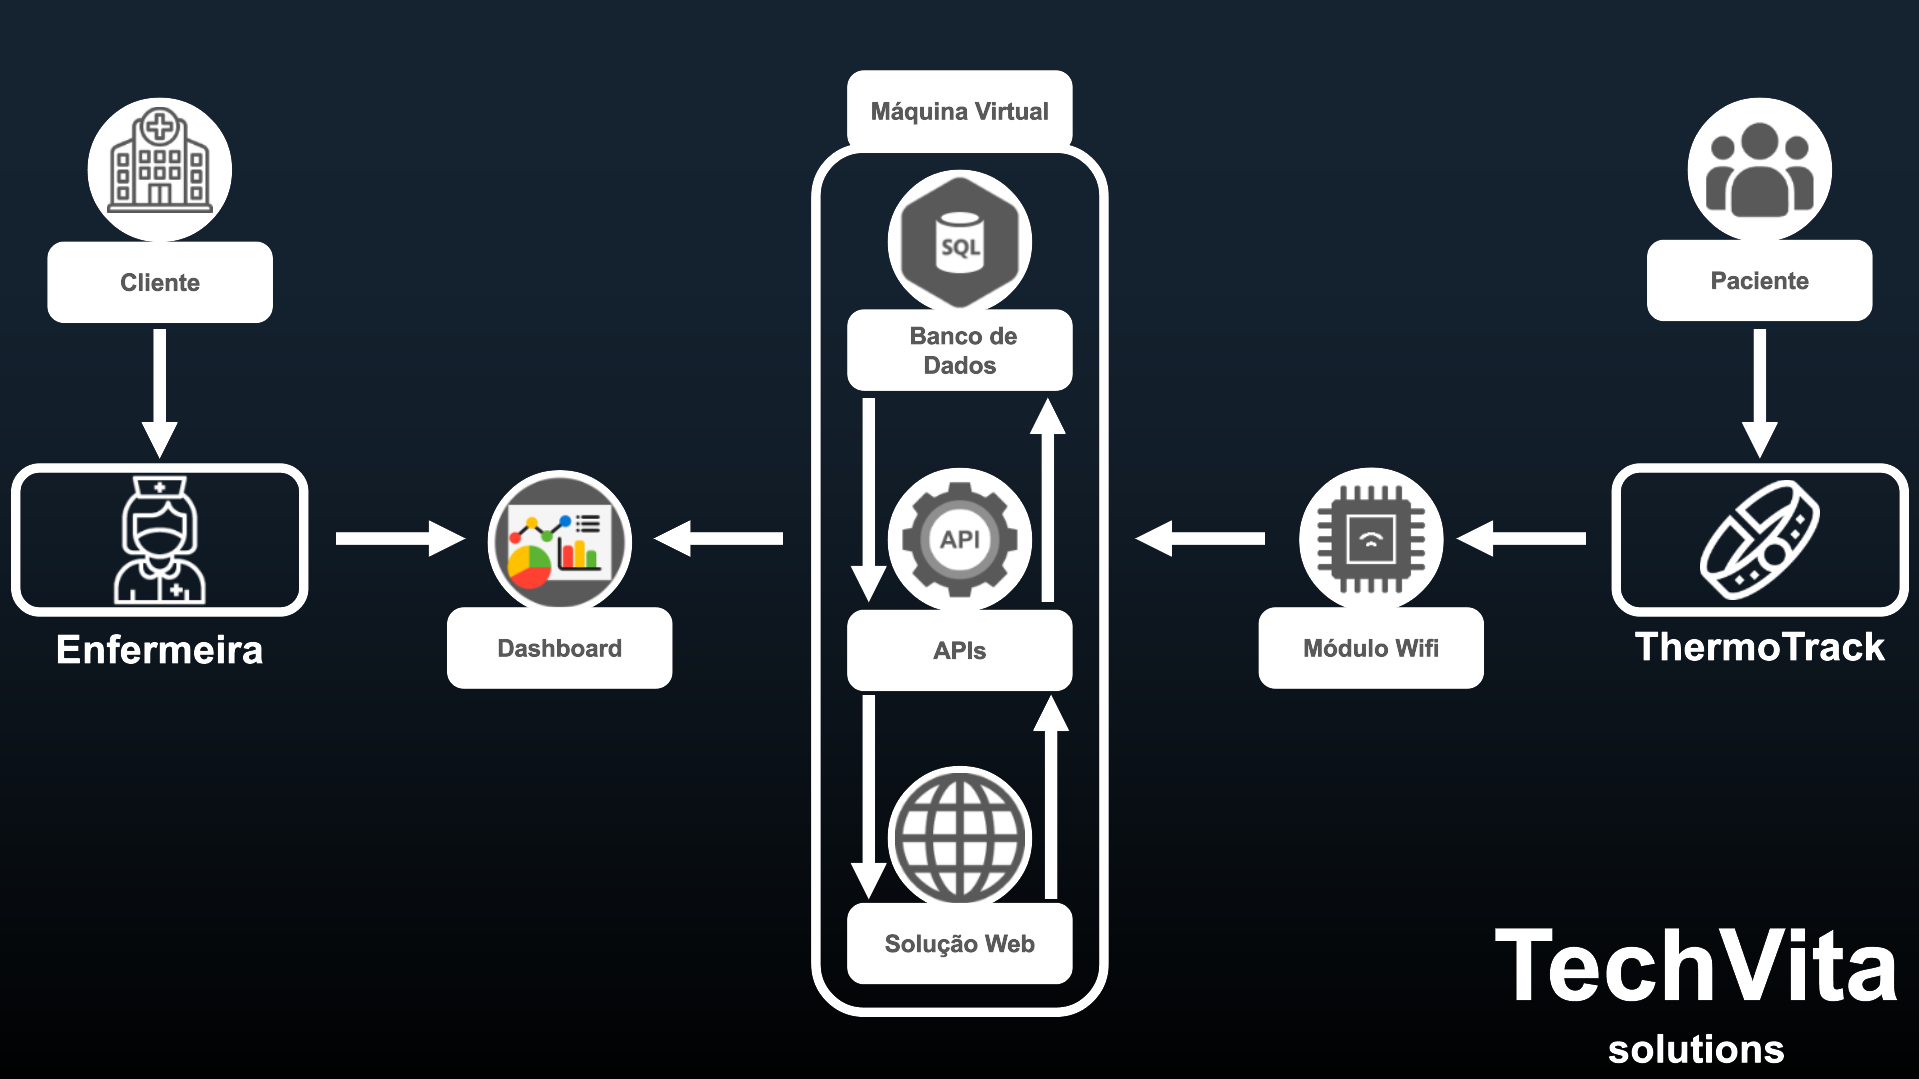 Máquina Virtual
Cliente
Paciente
SQL
Banco de
Dados
API
Enfermeira
Dashboard
APIs
Módulo Wifi
ThermoTrack
Solução Web
TechVita
solutions